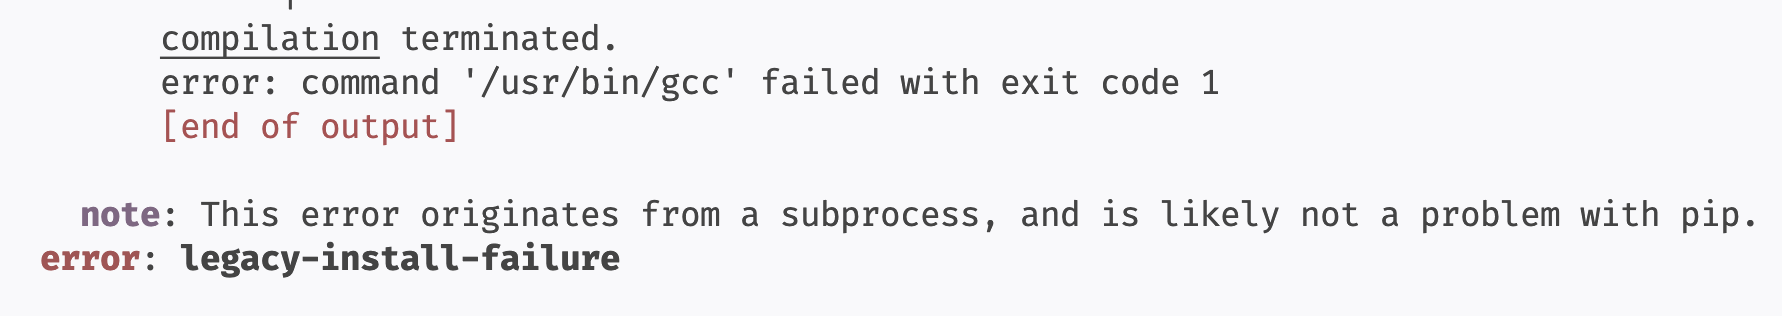 compilation terminated.
error: command '/usr/bin/gcc' failed with exit code 1
[end of output]
note: This error originates from a subprocess, and is likely not a problem with pip.
error: legacy-install-failure